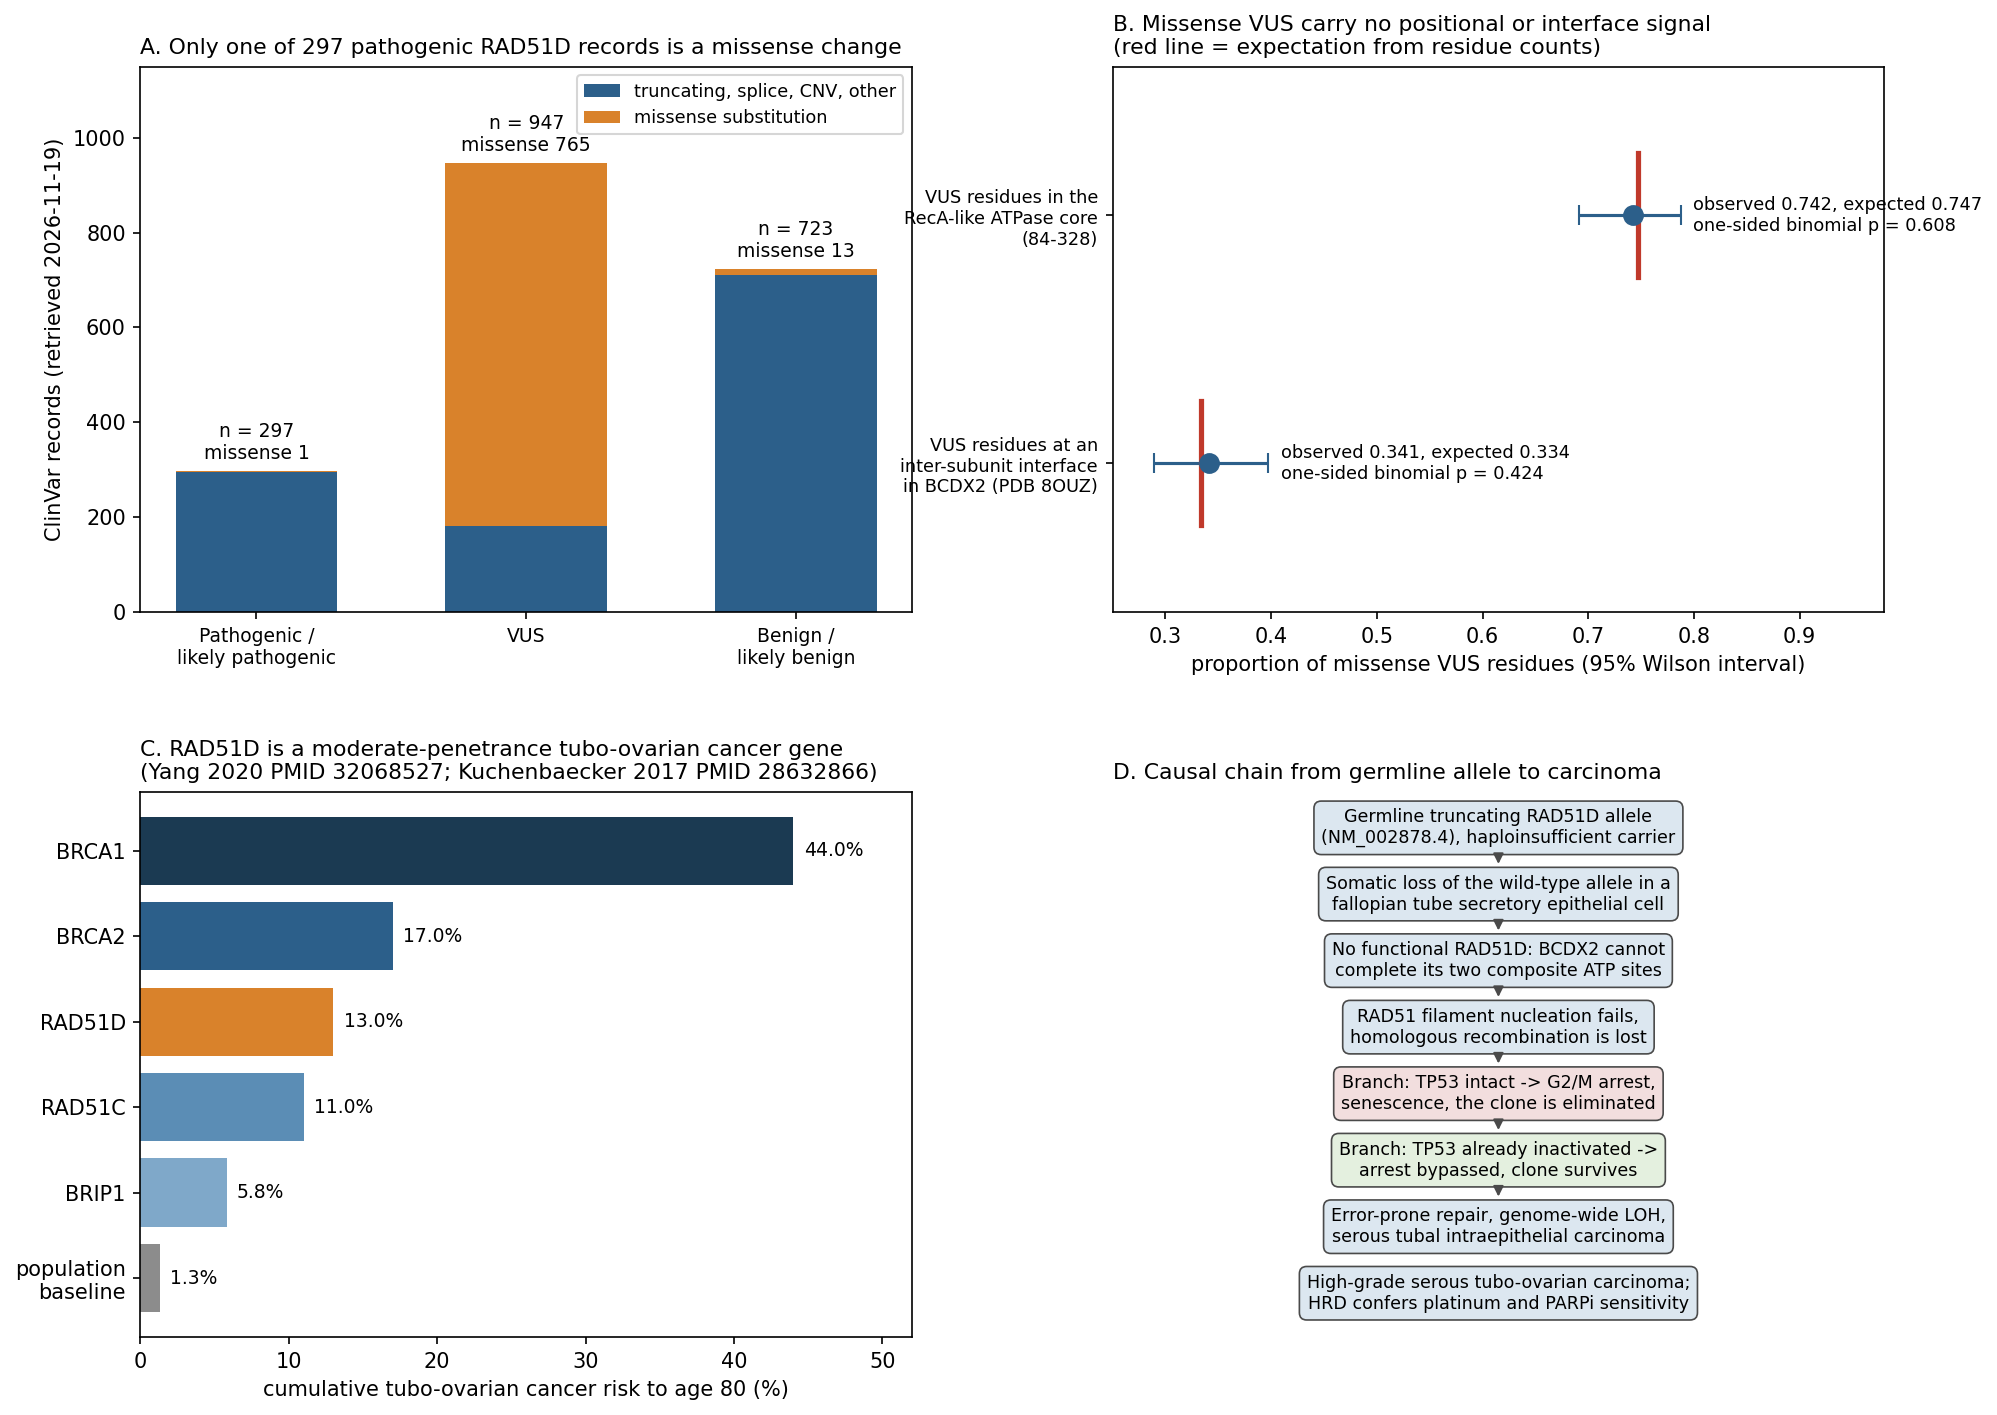 A. Only one of 297 pathogenic RAD51D records is a missense change
truncating, splice, CNV, other
missense substitution
ClinVar records (retrieved 2026-11-19)
1000
800
600
400
200
0
n = 297
missense 1
n = 947
missense 765
n = 723
missense 13
Pathogenic /
likely pathogenic
VUS
Benign /
likely benign
B. Missense VUS carry no positional or interface signal
(red line = expectation from residue counts)
VUS residues in the
RecA-like ATPase core
(84-328)
observed 0.742, expected 0.747
one-sided binomial p = 0.608
VUS residues at an
inter-subunit interface
in BCDX2 (PDB 8OUZ)
observed 0.341, expected 0.334
one-sided binomial p = 0.424
0.3
0.4
0.5
0.6
0.7
0.8
0.9
proportion of missense VUS residues (95% Wilson interval)
C. RAD51D is a moderate-penetrance tubo-ovarian cancer gene
(Yang 2020 PMID 32068527; Kuchenbaecker 2017 PMID 28632866)
BRCA1
44.0%
BRCA2
17.0%
RAD51D
13.0%
RAD51C
11.0%
BRIP1
5.8%
population
baseline
1.3%
0
10
20
30
40
50
cumulative tubo-ovarian cancer risk to age 80 (%)
D. Causal chain from germline allele to carcinoma
Germline truncating RAD51D allele
(NM_002878.4), haploinsufficient carrier
Somatic loss of the wild-type allele in a
fallopian tube secretory epithelial cell
No functional RAD51D: BCDX2 cannot
complete its two composite ATP sites
RAD51 filament nucleation fails,
homologous recombination is lost
Branch: TP53 intact -> G2/M arrest,
senescence, the clone is eliminated
Branch: TP53 already inactivated ->
arrest bypassed, clone survives
Error-prone repair, genome-wide LOH,
serous tubal intraepithelial carcinoma
High-grade serous tubo-ovarian carcinoma;
HRD confers platinum and PARPi sensitivity